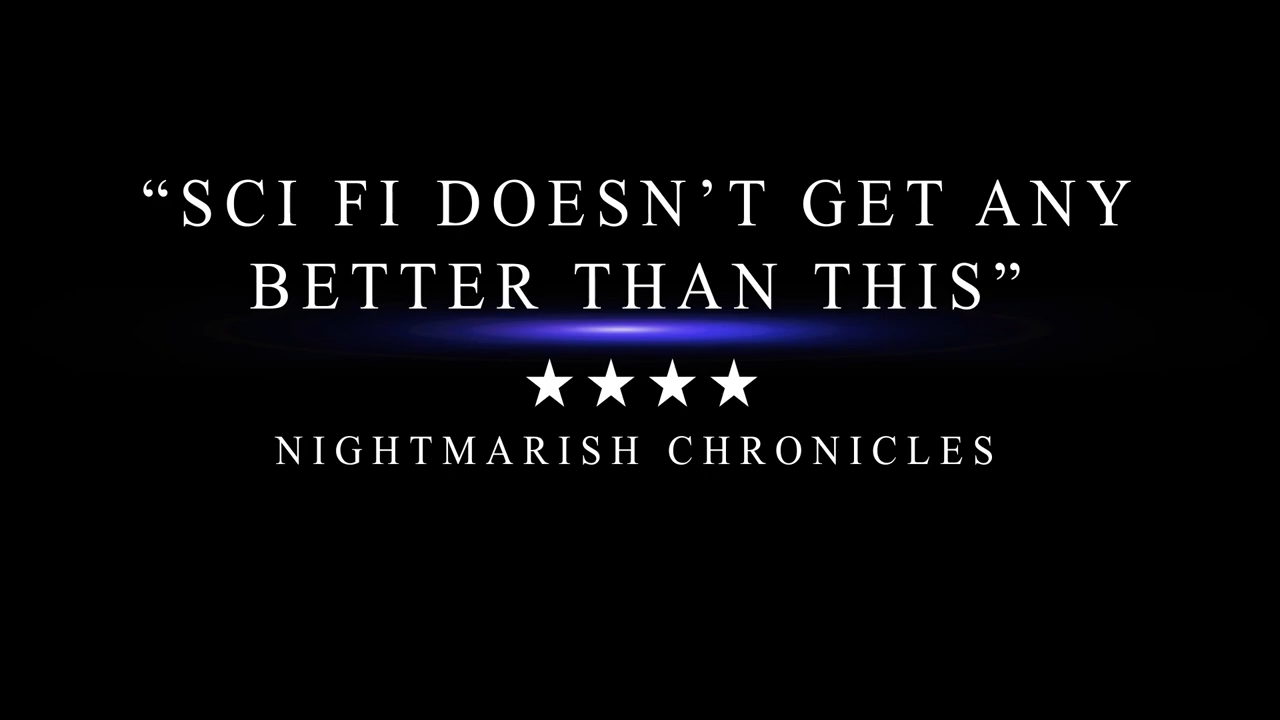 “SCI FI DOESN’T GET ANY
BETTER THAN THIS”
★★★★
NIGHTMARISH CHRONICLES